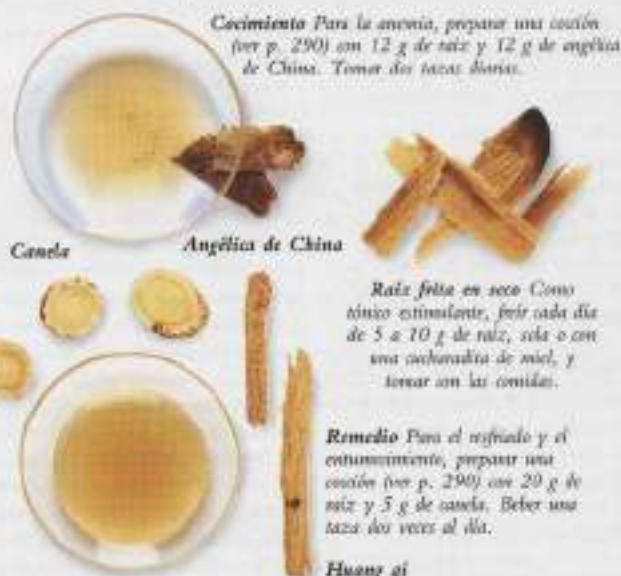 Cocimiento Para la anemia, preparar una cocción
(ver p. 290) con 12 g de raíz y 12 g de angélica
de China. Tomar dos tazas diarias.
Canela
Angélica de China
Raíz frita en seco Como
tónico estimulante, freír cada día
de 5 a 10 g de raíz, sola o con
una cucharadita de miel, y
tomar con las comidas.
Remedio Para el resfriado y el
entumecimiento, preparar una
cocción (ver p. 290) con 20 g de
raíz y 5 g de canela. Beber una
taza dos veces al día.
Huang qi